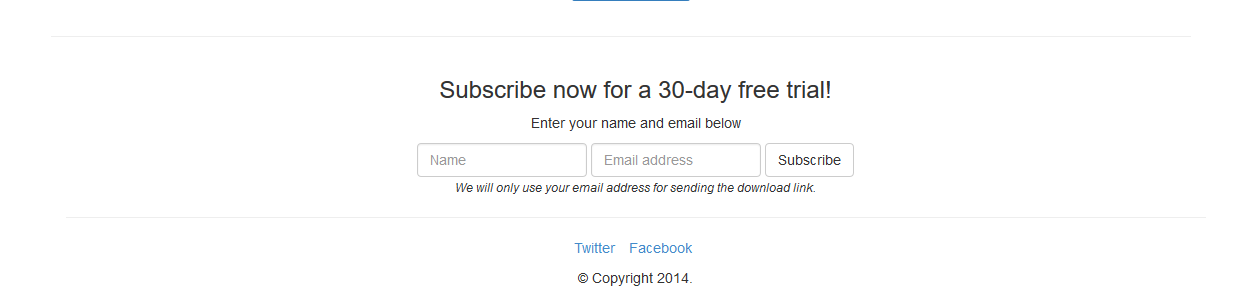 Subscribe now for a 30-day free trial!
Enter your name and email below
Name Email address Subscribe
We will only use your email address for sending the download link.
Twitter Facebook
© Copyright 2014.